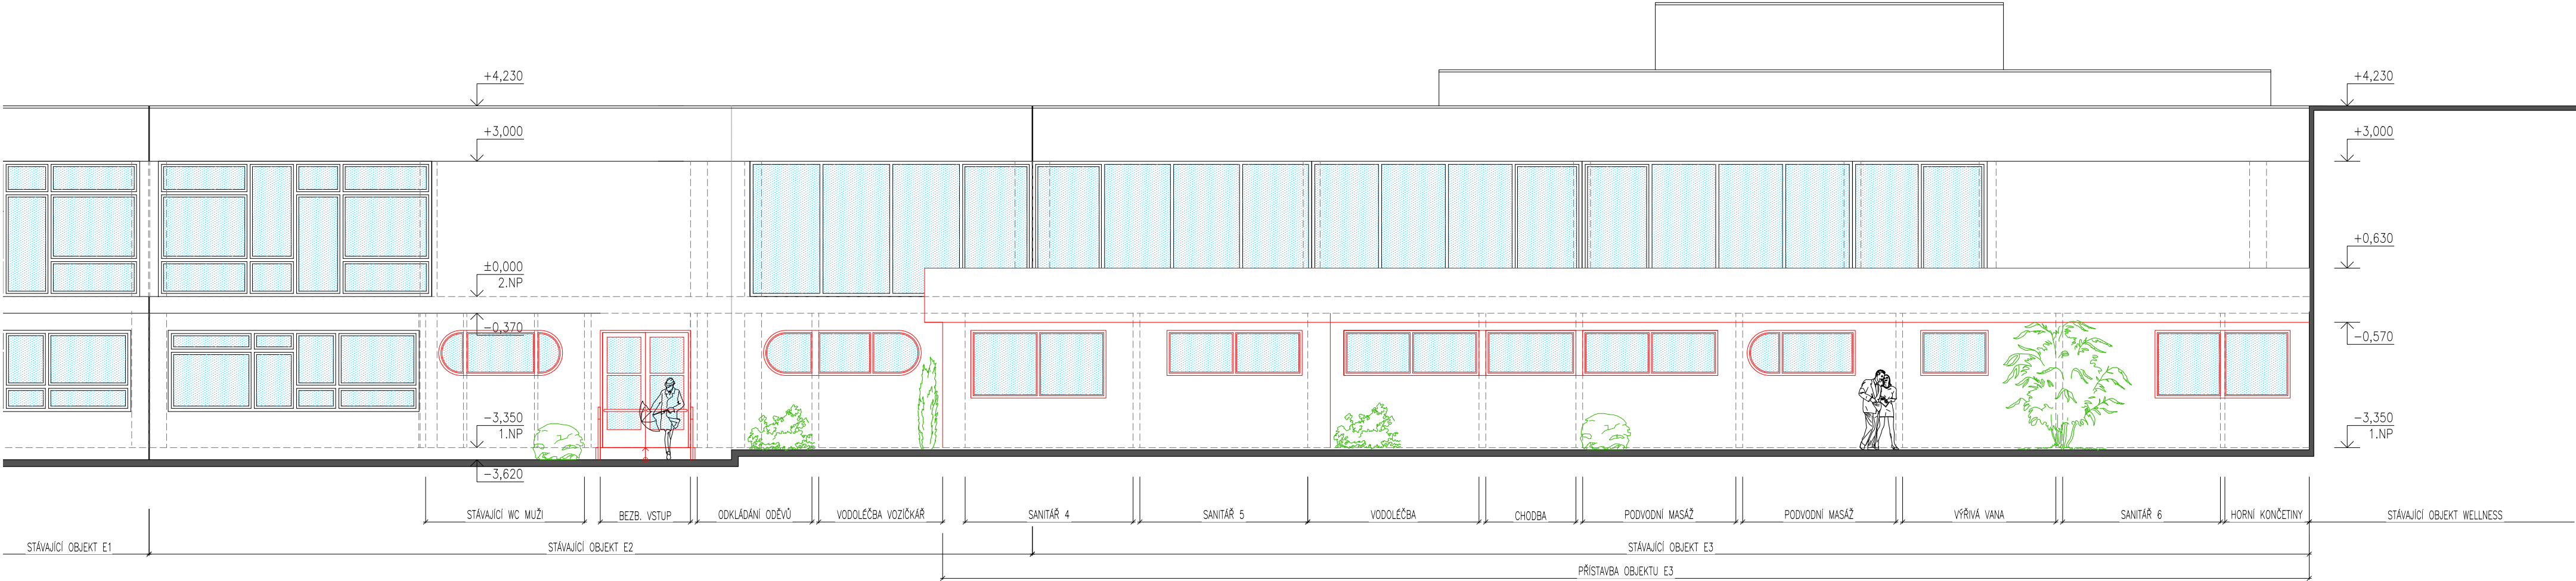 +4,230
+4,230
+3,000
+3,000
+0,630
±0,000
2.NP
-0,370
-0,570
-3,350
1.NP
-3,350
1.NP
-3,620
STÁVAJÍCÍ WC MUŽI
BEZB. VSTUP
ODKLÁDÁNÍ ODĚVŮ
VODOLÉČBA VOZÍČKÁŘ
SANITÁŘ 4
SANITÁŘ 5
VODOLÉČBA
CHODBA
PODVODNÍ MASÁŽ
PODVODNÍ MASÁŽ
VÝŘIVÁ VANA
SANITÁŘ 6
HORNÍ KONČETINY
STÁVAJÍCÍ OBJEKT WELLNESS
STÁVAJÍCÍ OBJEKT E1
STÁVAJÍCÍ OBJEKT E2
STÁVAJÍCÍ OBJEKT E3
PŘÍSTAVBA OBJEKTU E3